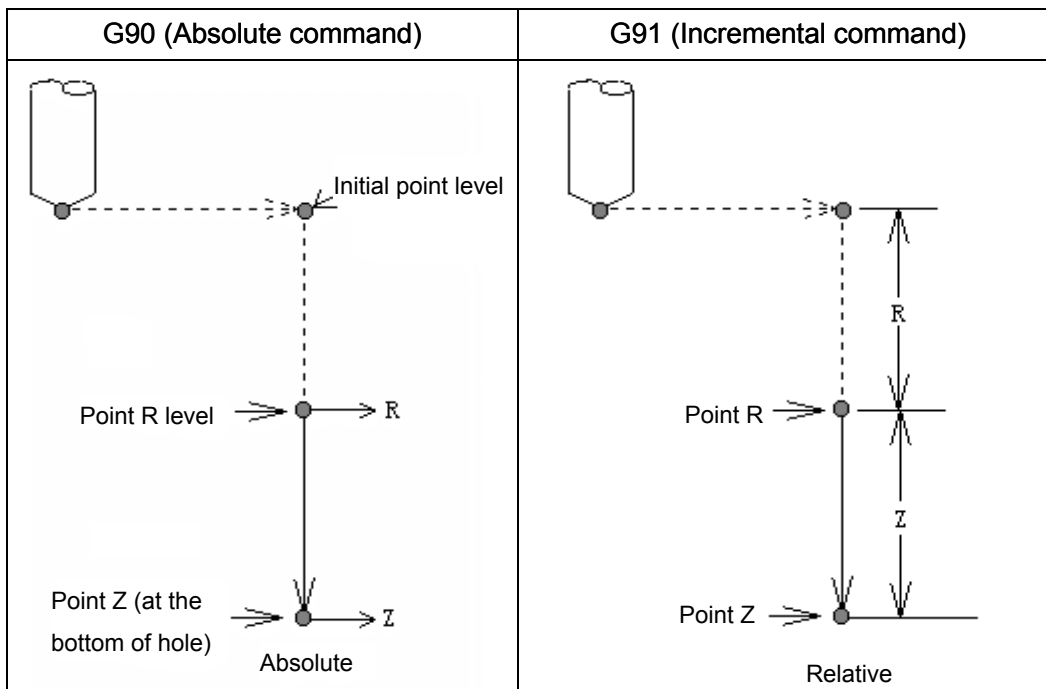 G90 (Absolute command)
G91 (Incremental command)
Initial point level
Point R level
R
Point Z (at the
bottom of hole)
Z
Absolute
R
Point R
Z
Point Z
Relative